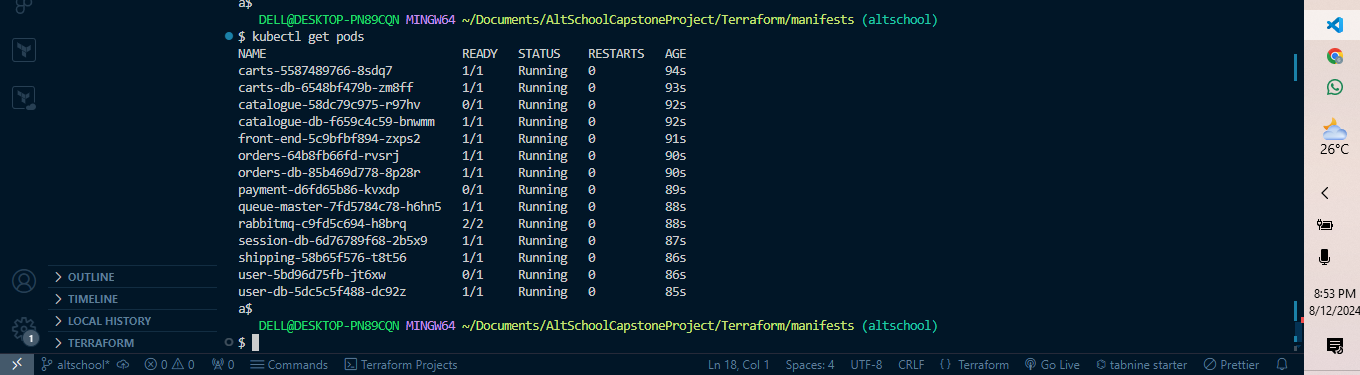 a$
DELL@DESKTOP-PN89CQN MINGW64 ~/Documents/AltSchoolCapstoneProject/Terraform/manifests (altschool)
$ kubectl get pods
NAME READY STATUS RESTARTS AGE
carts-5587489766-8sdq7 1/1 Running 0 94s
carts-db-6548bf479b-zm8ff 1/1 Running 0 93s
catalogue-58dc79c975-r97hv 0/1 Running 0 92s
catalogue-db-f659c4c59-bnwmm 1/1 Running 0 92s
front-end-5c9bfbf894-zxps2 1/1 Running 0 91s
orders-64b8fb66fd-rvsrj 1/1 Running 0 90s
orders-db-85b469d778-8p28r 1/1 Running 0 90s
payment-d6fd65b86-kvxdp 0/1 Running 0 89s
queue-master-7fd5784c78-h6hn5 1/1 Running 0 88s
rabbitmq-c9fd5c694-h8brq 2/2 Running 0 88s
session-db-6d76789f68-2b5x9 1/1 Running 0 87s
shipping-58b65f576-t8t56 1/1 Running 0 86s
user-5bd96d75fb-jt6xw 0/1 Running 0 86s
user-db-5dc5c5f488-dc92z 1/1 Running 0 85s
a$
DELL@DESKTOP-PN89CQN MINGW64 ~/Documents/AltSchoolCapstoneProject/Terraform/manifests (altschool)
$
OUTLINE
TIMELINE
LOCAL HISTORY
TERRAFORM
1
altschool* 0 0 0 Commands Terraform Projects Ln 18, Col 1 Spaces: 4 UTF-8 CRLF { } Terraform Go Live tabnine starter Prettier
26°C
8:53 PM
8/12/2024